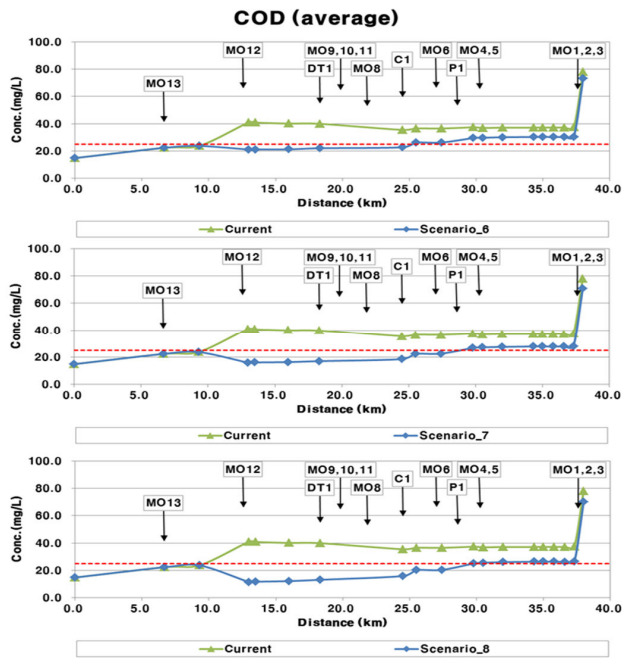 COD (average)
100.0
80.0
60.0
40.0
20.0
0.0
Conc.(mg/L)
MO13
MO12
MO9,10,11
DT1
MO8
C1
MO6
P1
MO4,5
MO1,2,3
0.0 5.0 10.0 15.0 20.0 25.0 30.0 35.0 40.0
Distance (km)
Current Scenario_6
100.0
80.0
60.0
40.0
20.0
0.0
Conc.(mg/L)
MO13
MO12
MO9,10,11
DT1
MO8
C1
MO6
P1
MO4,5
MO1,2,3
0.0 5.0 10.0 15.0 20.0 25.0 30.0 35.0 40.0
Distance (km)
Current Scenario_7
100.0
80.0
60.0
40.0
20.0
0.0
Conc.(mg/L)
MO13
MO12
MO9,10,11
DT1
MO8
C1
MO6
P1
MO4,5
MO1,2,3
0.0 5.0 10.0 15.0 20.0 25.0 30.0 35.0 40.0
Distance (km)
Current Scenario_8